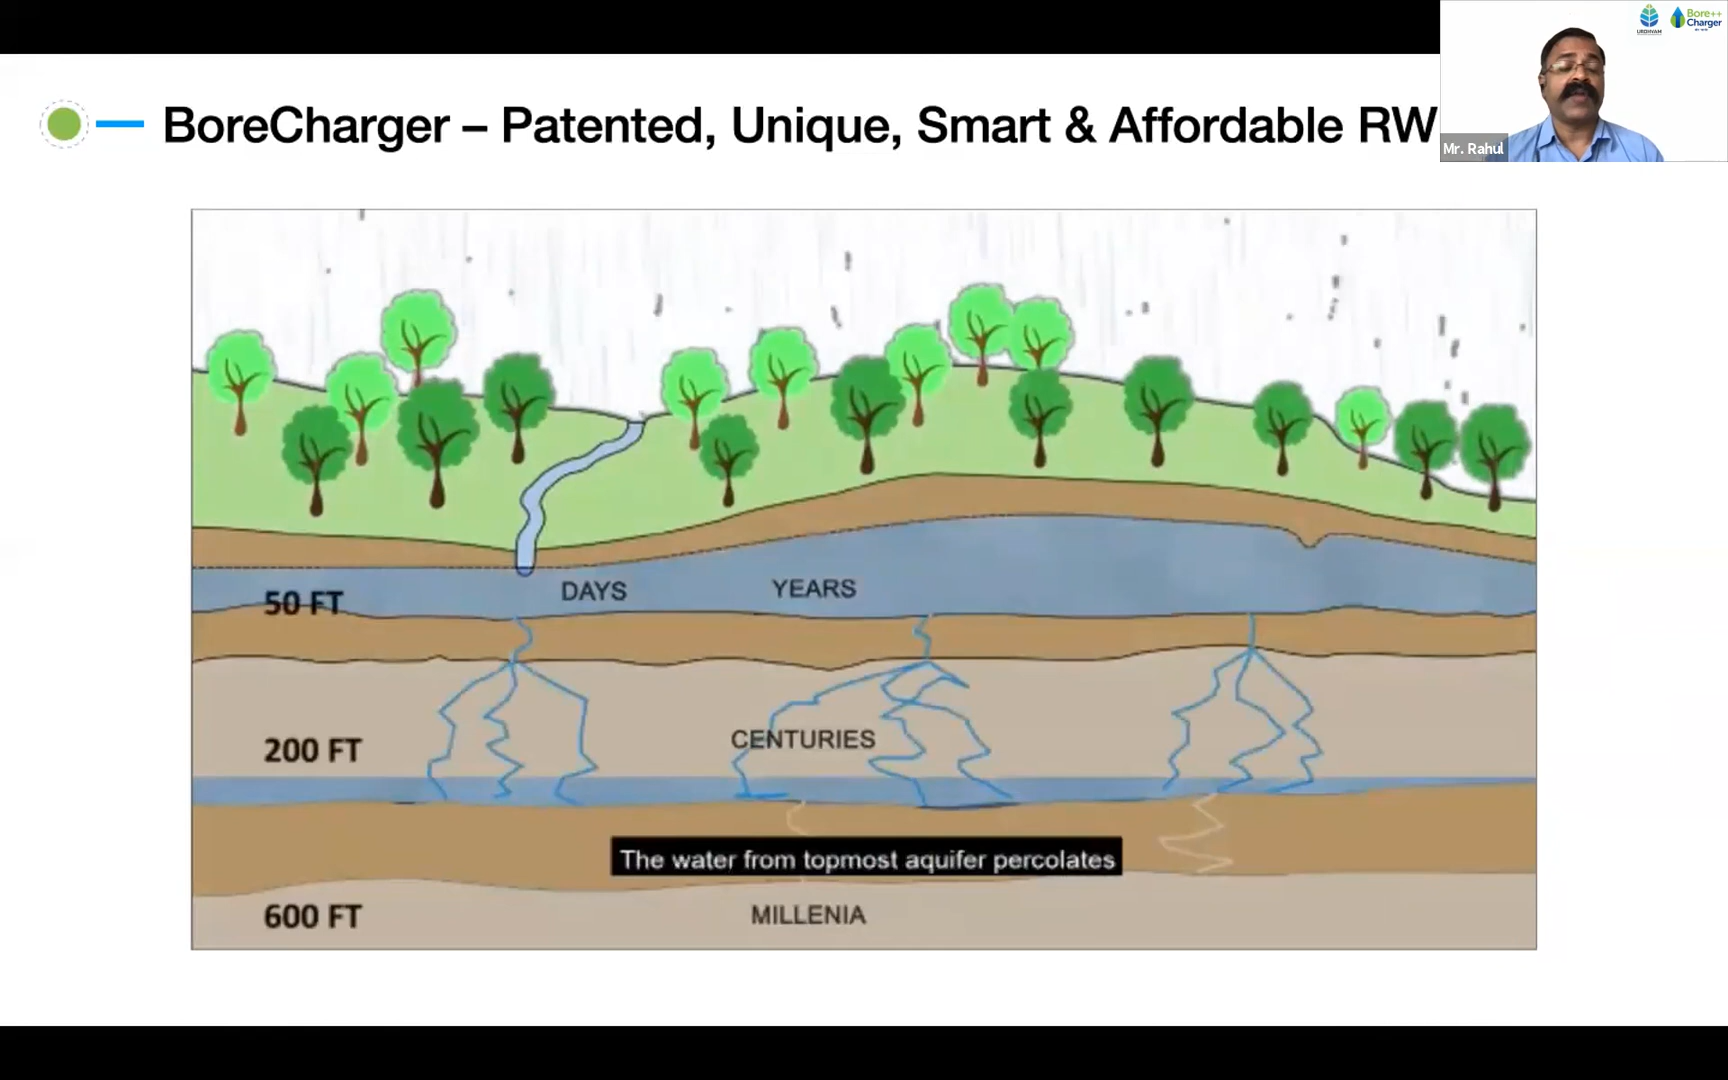 URDHVAM
Bore++
Charger
BoreCharger – Patented, Unique, Smart & Affordable RW
Mr. Rahul
DAYS
YEARS
50 FT
CENTURIES
200 FT
The water from topmost aquifer percolates
600 FT
MILLENIA